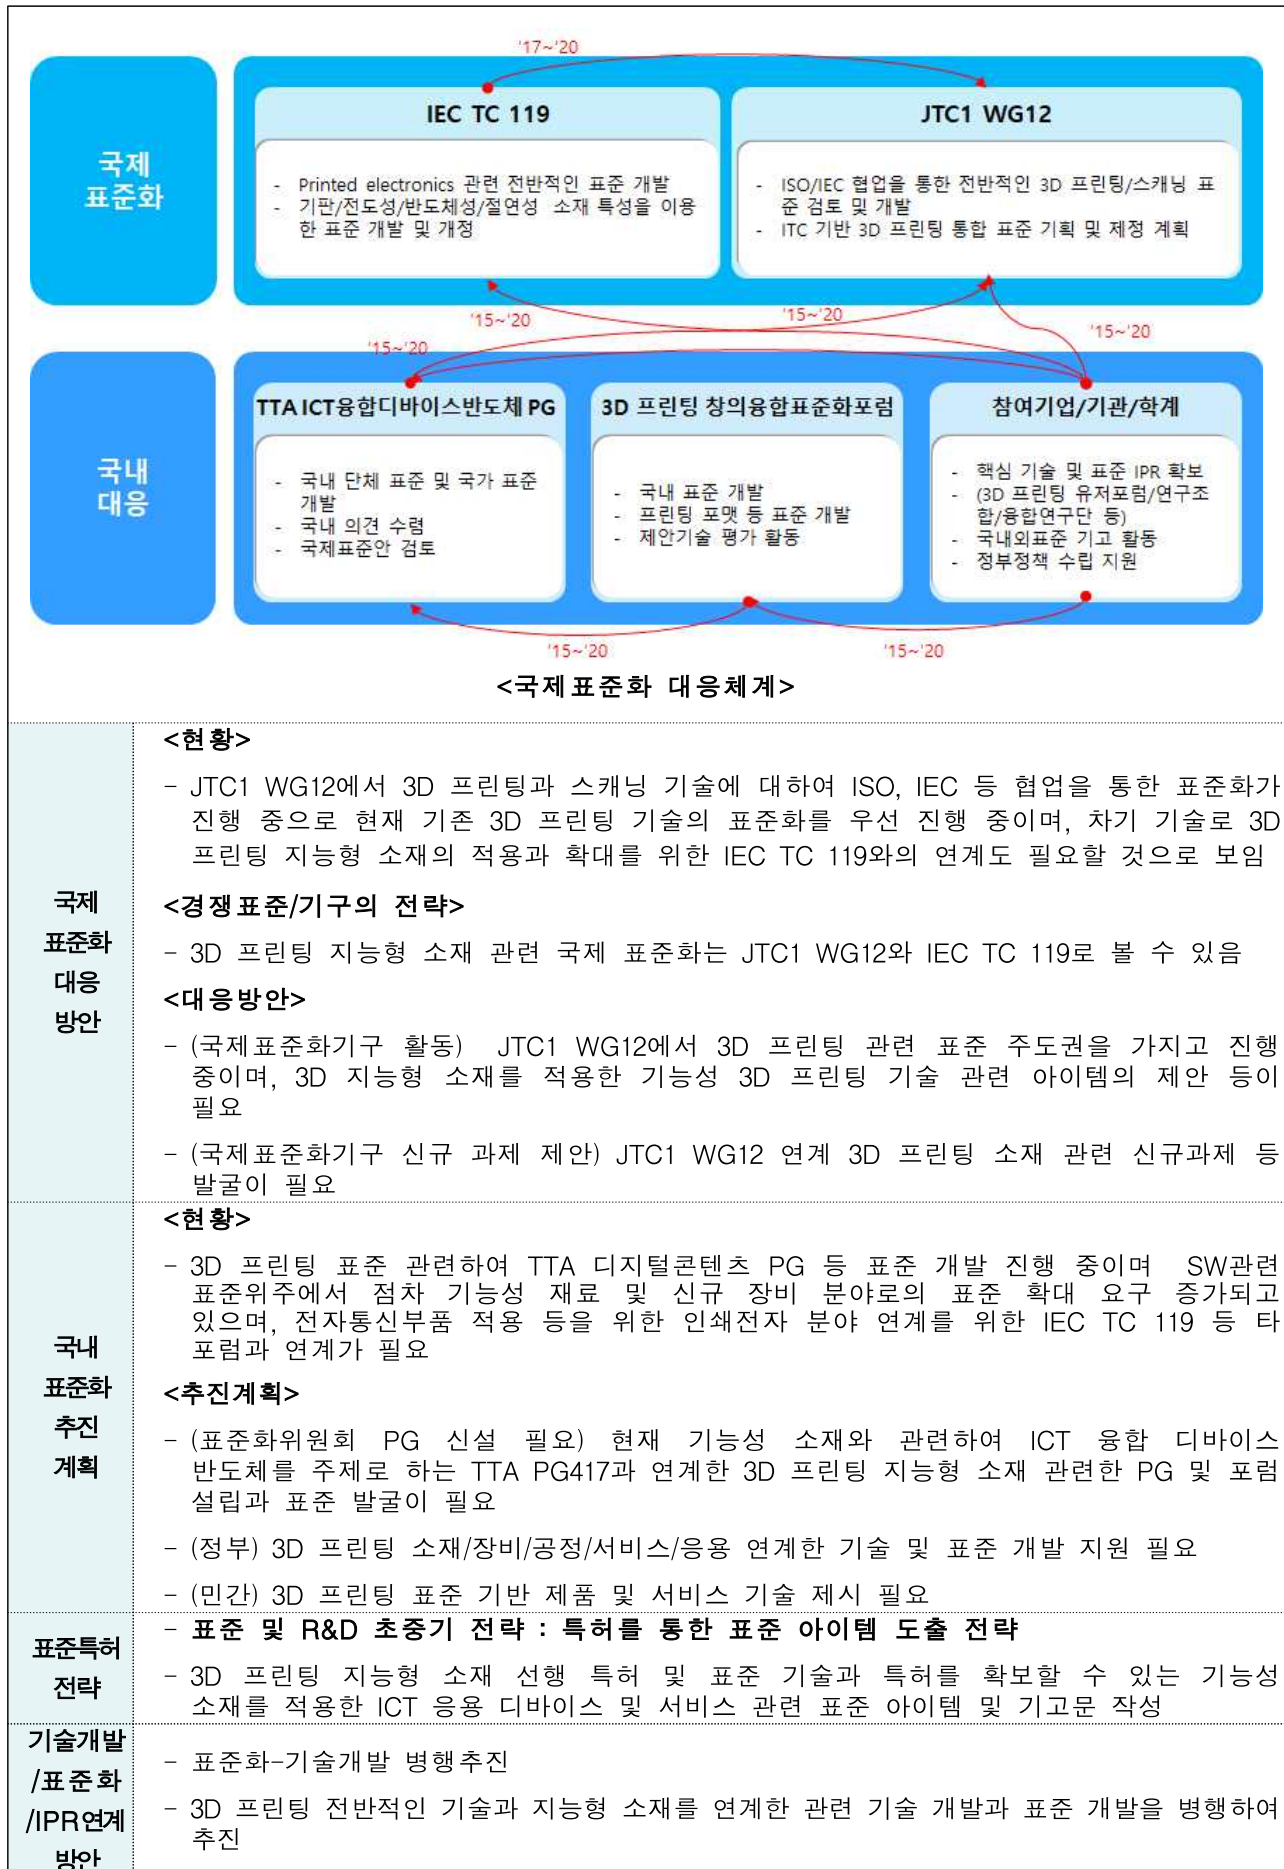 '17~'20
국제
표준화
IEC TC 119
- Printed electronics 관련 전반적인 표준 개발
- 기판/전도성/반도체성/절연성 소재 특성을 이용
한 표준 개발 및 개정
JTC1 WG12
- ISO/IEC 협업을 통한 전반적인 3D 프린팅/스캐닝 표
준 검토 및 개발
- ITC 기반 3D 프린팅 통합 표준 기획 및 제정 계획
'15~'20
'15~'20
'15~'20
'15~'20
국내
대응
TTA ICT융합디바이스반도체 PG
- 국내 단체 표준 및 국가 표준
개발
- 국내 의견 수렴
- 국제표준안 검토
3D 프린팅 창의융합표준화포럼
- 국내 표준 개발
- 프린팅 포맷 등 표준 개발
- 제안기술 평가 활동
참여기업/기관/학계
- 핵심 기술 및 표준 IPR 확보
- (3D 프린팅 유저포럼/연구조
합/융합연구단 등)
- 국내외표준 기고 활동
- 정부정책 수립 지원
'15~'20
'15~'20
<국제표준화 대응체계>
국제
표준화
대응
방안
<현황>
- JTC1 WG12에서 3D 프린팅과 스캐닝 기술에 대하여 ISO, IEC 등 협업을 통한 표준화가
진행 중으로 현재 기존 3D 프린팅 기술의 표준화를 우선 진행 중이며, 차기 기술로 3D
프린팅 지능형 소재의 적용과 확대를 위한 IEC TC 119와의 연계도 필요할 것으로 보임
<경쟁표준/기구의 전략>
- 3D 프린팅 지능형 소재 관련 국제 표준화는 JTC1 WG12와 IEC TC 119로 볼 수 있음
<대응방안>
- (국제표준화기구 활동) JTC1 WG12에서 3D 프린팅 관련 표준 주도권을 가지고 진행
중이며, 3D 지능형 소재를 적용한 기능성 3D 프린팅 기술 관련 아이템의 제안 등이
필요
- (국제표준화기구 신규 과제 제안) JTC1 WG12 연계 3D 프린팅 소재 관련 신규과제 등
발굴이 필요
국내
표준화
추진
계획
<현황>
- 3D 프린팅 표준 관련하여 TTA 디지털콘텐츠 PG 등 표준 개발 진행 중이며 SW관련
표준위주에서 점차 기능성 재료 및 신규 장비 분야로의 표준 확대 요구 증가되고
있으며, 전자통신부품 적용 등을 위한 인쇄전자 분야 연계를 위한 IEC TC 119 등 타
포럼과 연계가 필요
<추진계획>
- (표준화위원회 PG 신설 필요) 현재 기능성 소재와 관련하여 ICT 융합 디바이스
반도체를 주제로 하는 TTA PG417과 연계한 3D 프린팅 지능형 소재 관련한 PG 및 포럼
설립과 표준 발굴이 필요
- (정부) 3D 프린팅 소재/장비/공정/서비스/응용 연계한 기술 및 표준 개발 지원 필요
- (민간) 3D 프린팅 표준 기반 제품 및 서비스 기술 제시 필요
표준특허
전략
- 표준 및 R&D 초중기 전략 : 특허를 통한 표준 아이템 도출 전략
- 3D 프린팅 지능형 소재 선행 특허 및 표준 기술과 특허를 확보할 수 있는 기능성
소재를 적용한 ICT 응용 디바이스 및 서비스 관련 표준 아이템 및 기고문 작성
기술개발
/표준화
/IPR연계
방안
- 표준화-기술개발 병행추진
- 3D 프린팅 전반적인 기술과 지능형 소재를 연계한 관련 기술 개발과 표준 개발을 병행하여
추진